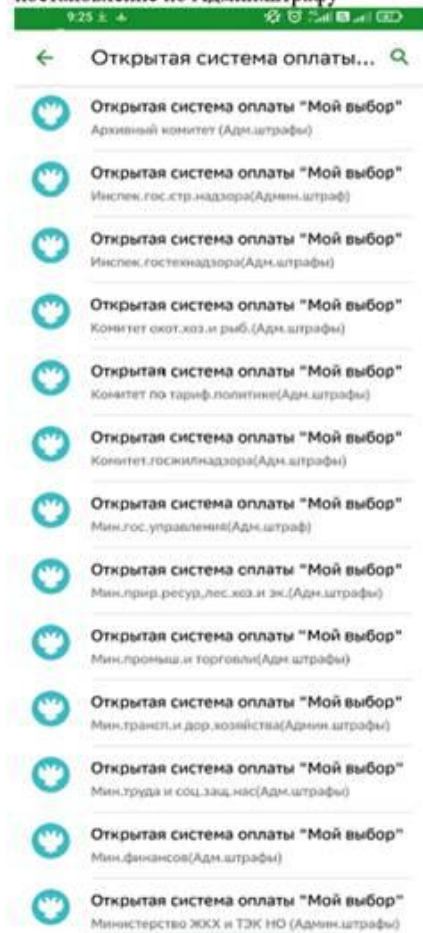 постановление по Админштрафу
9:25
Открытая система оплаты...
Открытая система оплаты "Мой выбор"
Архивный комитет (Адм.штрафы)
Открытая система оплаты "Мой выбор"
Инспек.гос.стр.надзора(Админ.штраф)
Открытая система оплаты "Мой выбор"
Инспек.гостехнадзора(Адм.штрафы)
Открытая система оплаты "Мой выбор"
Комитет охот.хоз.и рыб.(Адм.штрафы)
Открытая система оплаты "Мой выбор"
Комитет по тариф.политике(Адм.штрафы)
Открытая система оплаты "Мой выбор"
Комитет.госжилнадзора(Адм.штрафы)
Открытая система оплаты "Мой выбор"
Мин.гос.управления(Адм.штраф)
Открытая система оплаты "Мой выбор"
Мин.прир.ресур,лес.хоз.и эк.(Адм.штрафы)
Открытая система оплаты "Мой выбор"
Мин.промыш.и торговли(Адм.штрафы)
Открытая система оплаты "Мой выбор"
Мин.трансп.и дор.хозяйства(Админ.штрафы)
Открытая система оплаты "Мой выбор"
Мин.труда и соц.защ.нас(Адм.штрафы)
Открытая система оплаты "Мой выбор"
Мин.финансов(Адм.штрафы)
Открытая система оплаты "Мой выбор"
Министерство ЖКХ и ТЭК НО (Админ.штрафы)